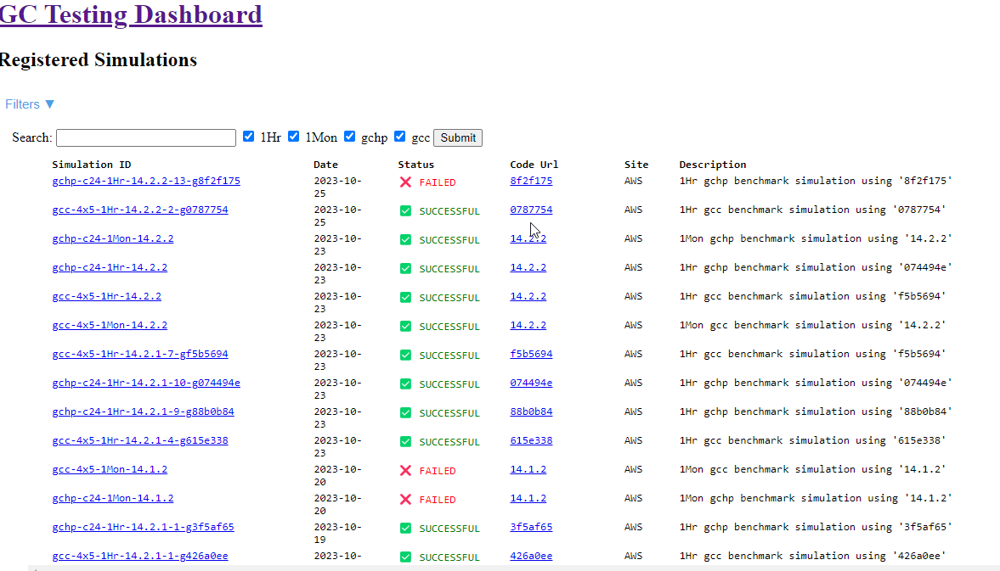 GC Testing Dashboard
Registered Simulations
Filters ▼
Search: 1Hr 1Mon gchp gcc Submit
Simulation ID Date Status Code Url Site Description
gchp-c24-1Hr-14.2.2-13-g8f2f175 2023-10-25 FAILED 8f2f175 AWS 1Hr gchp benchmark simulation using '8f2f175'
gcc-4x5-1Hr-14.2.2-2-g0787754 2023-10-25 SUCCESSFUL 0787754 AWS 1Hr gcc benchmark simulation using '0787754'
gchp-c24-1Mon-14.2.2 2023-10-23 SUCCESSFUL 14.2.2 AWS 1Mon gchp benchmark simulation using '14.2.2'
gchp-c24-1Hr-14.2.2 2023-10-23 SUCCESSFUL 14.2.2 AWS 1Hr gchp benchmark simulation using '074494e'
gcc-4x5-1Hr-14.2.2 2023-10-23 SUCCESSFUL 14.2.2 AWS 1Hr gcc benchmark simulation using 'f5b5694'
gcc-4x5-1Mon-14.2.2 2023-10-23 SUCCESSFUL 14.2.2 AWS 1Mon gcc benchmark simulation using '14.2.2'
gcc-4x5-1Hr-14.2.1-7-gf5b5694 2023-10-23 SUCCESSFUL f5b5694 AWS 1Hr gcc benchmark simulation using 'f5b5694'
gchp-c24-1Hr-14.2.1-10-g074494e 2023-10-23 SUCCESSFUL 074494e AWS 1Hr gchp benchmark simulation using '074494e'
gchp-c24-1Hr-14.2.1-9-g88b0b84 2023-10-23 SUCCESSFUL 88b0b84 AWS 1Hr gchp benchmark simulation using '88b0b84'
gcc-4x5-1Hr-14.2.1-4-g615e338 2023-10-23 SUCCESSFUL 615e338 AWS 1Hr gcc benchmark simulation using '615e338'
gcc-4x5-1Mon-14.1.2 2023-10-20 FAILED 14.1.2 AWS 1Mon gcc benchmark simulation using '14.1.2'
gchp-c24-1Mon-14.1.2 2023-10-20 FAILED 14.1.2 AWS 1Mon gchp benchmark simulation using '14.1.2'
gchp-c24-1Hr-14.2.1-1-g3f5af65 2023-10-19 SUCCESSFUL 3f5af65 AWS 1Hr gchp benchmark simulation using '3f5af65'
gcc-4x5-1Hr-14.2.1-1-g426a0ee 2023-10- SUCCESSFUL 426a0ee AWS 1Hr gcc benchmark simulation using '426a0ee'